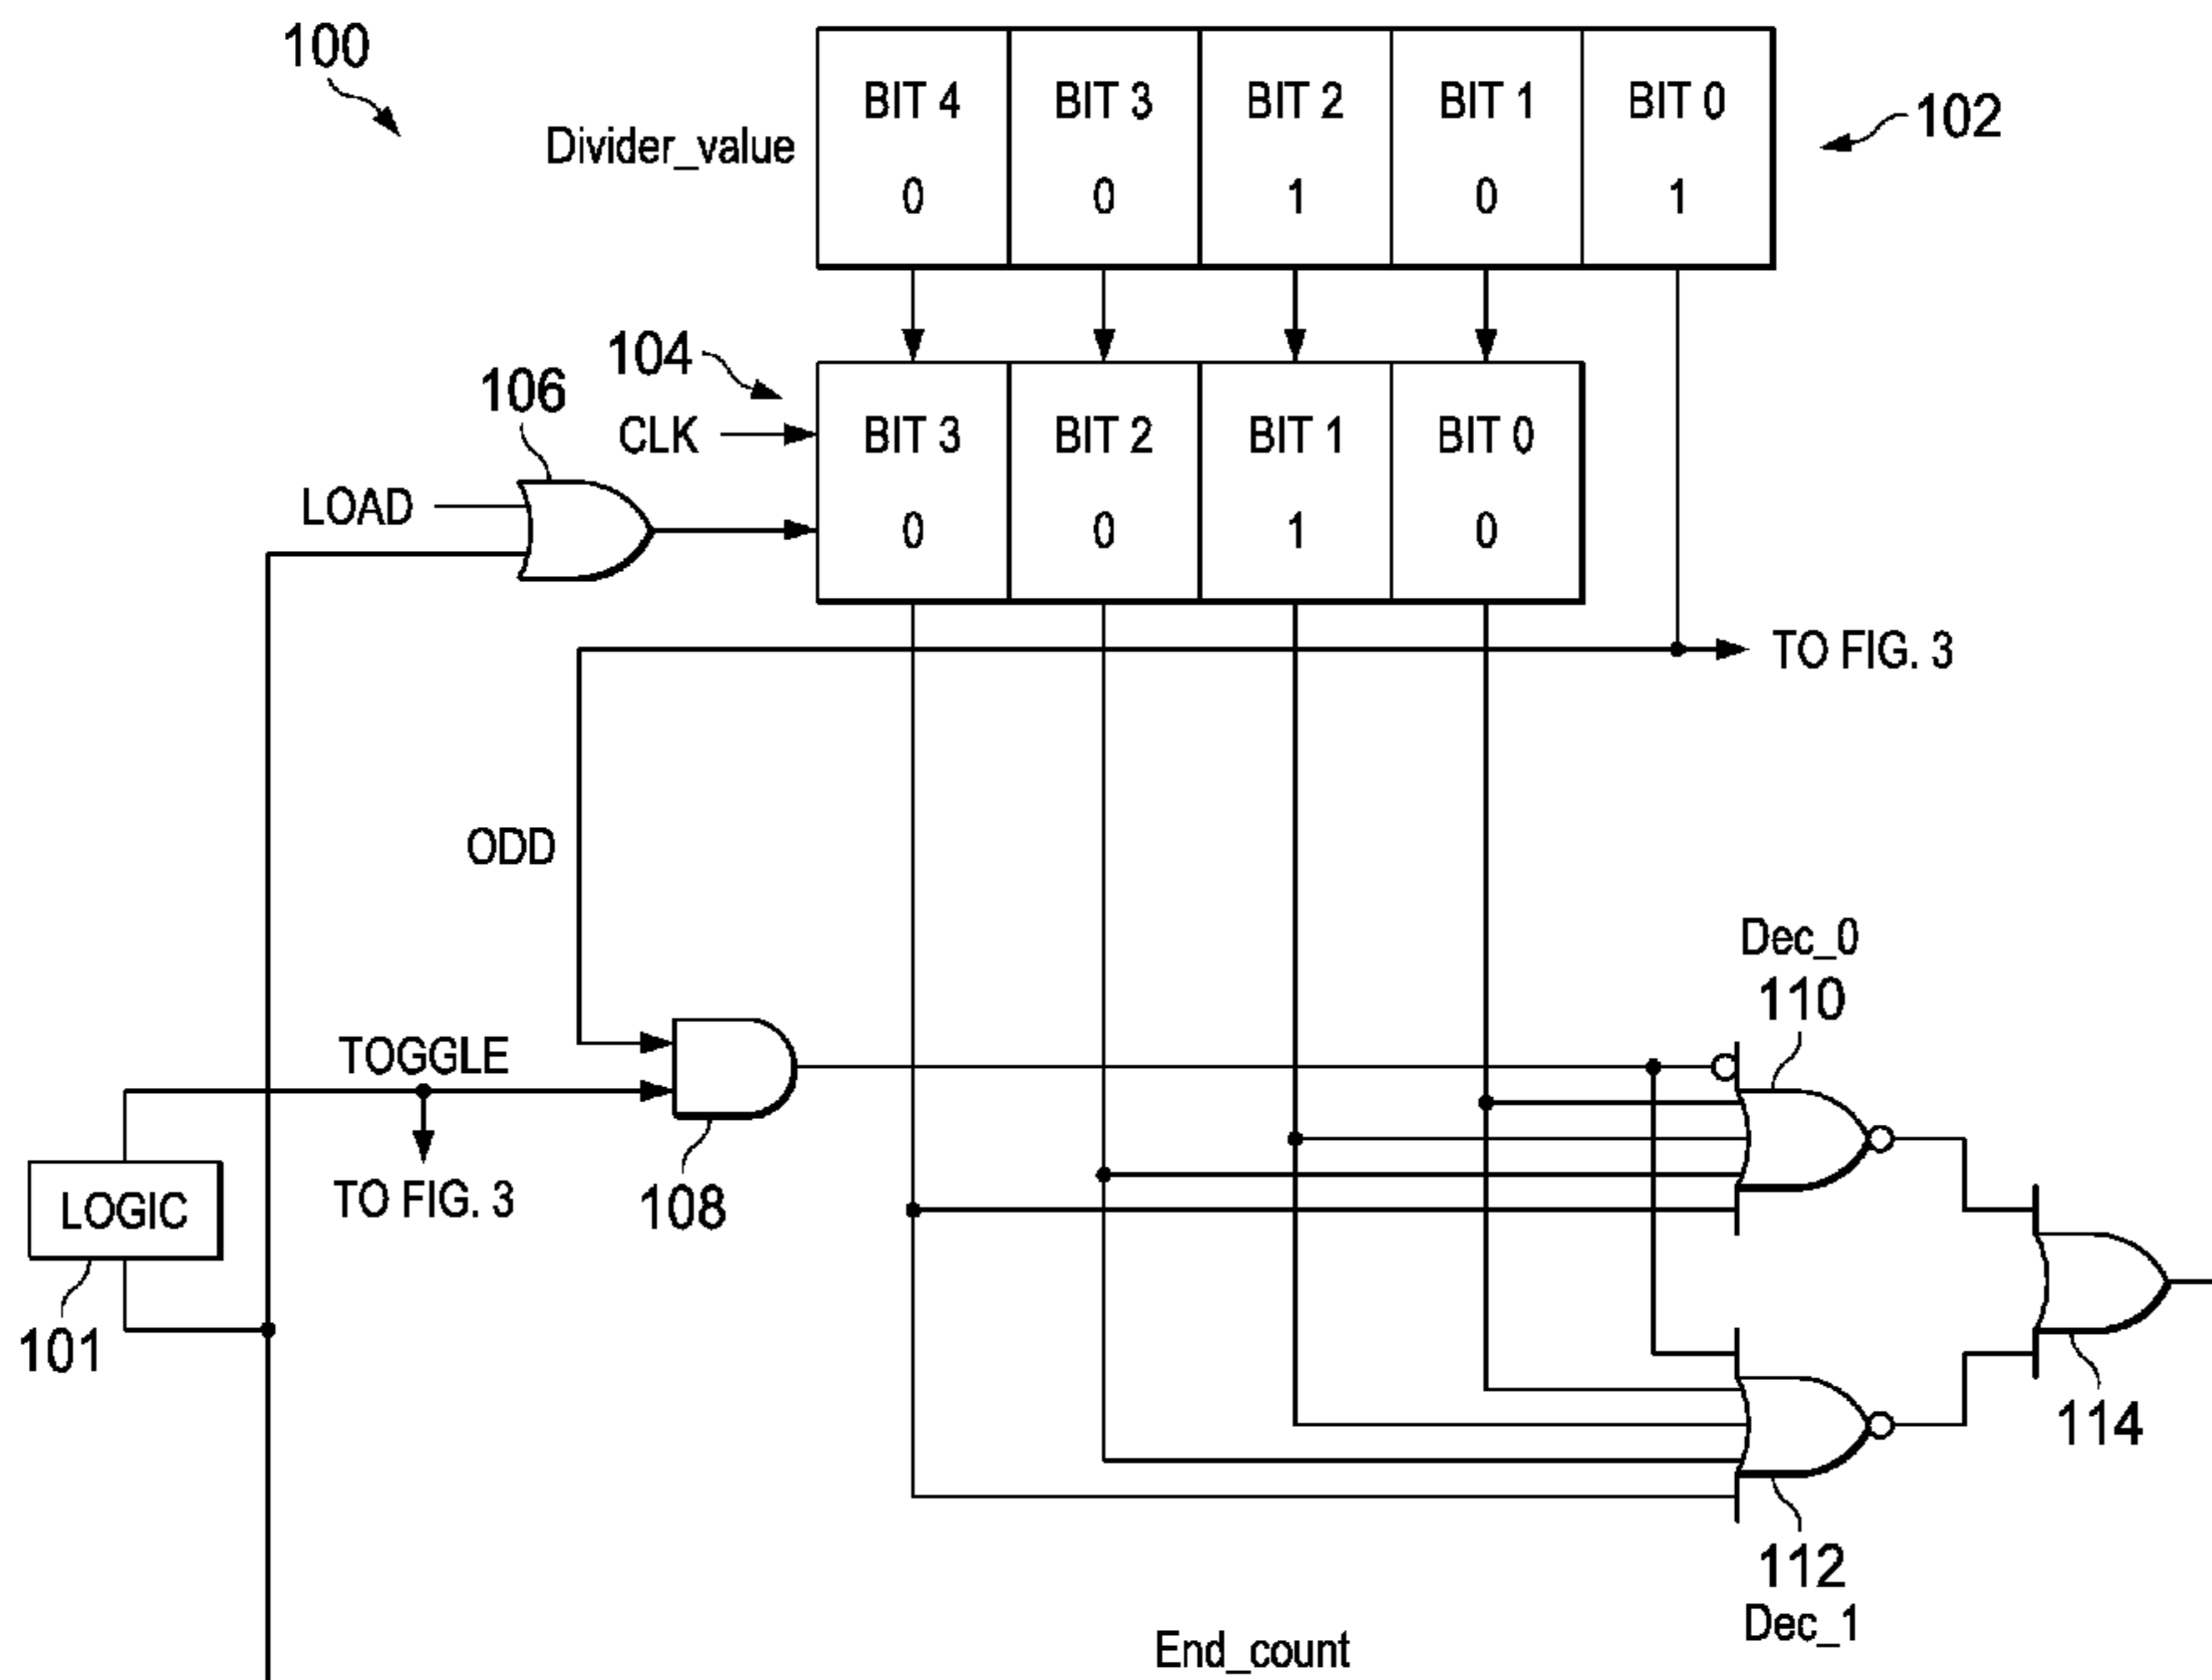 100
BIT 4 BIT 3 BIT 2 BIT 1 BIT 0
102
Divider_value
0 0 1 0 1
104
106
CLK
BIT 3 BIT 2 BIT 1 BIT 0
LOAD
0 0 1 0
TO FIG. 3
ODD
Dec_0
110
TOGGLE
TO FIG. 3
108
LOGIC
101
114
112
Dec_1
End_count